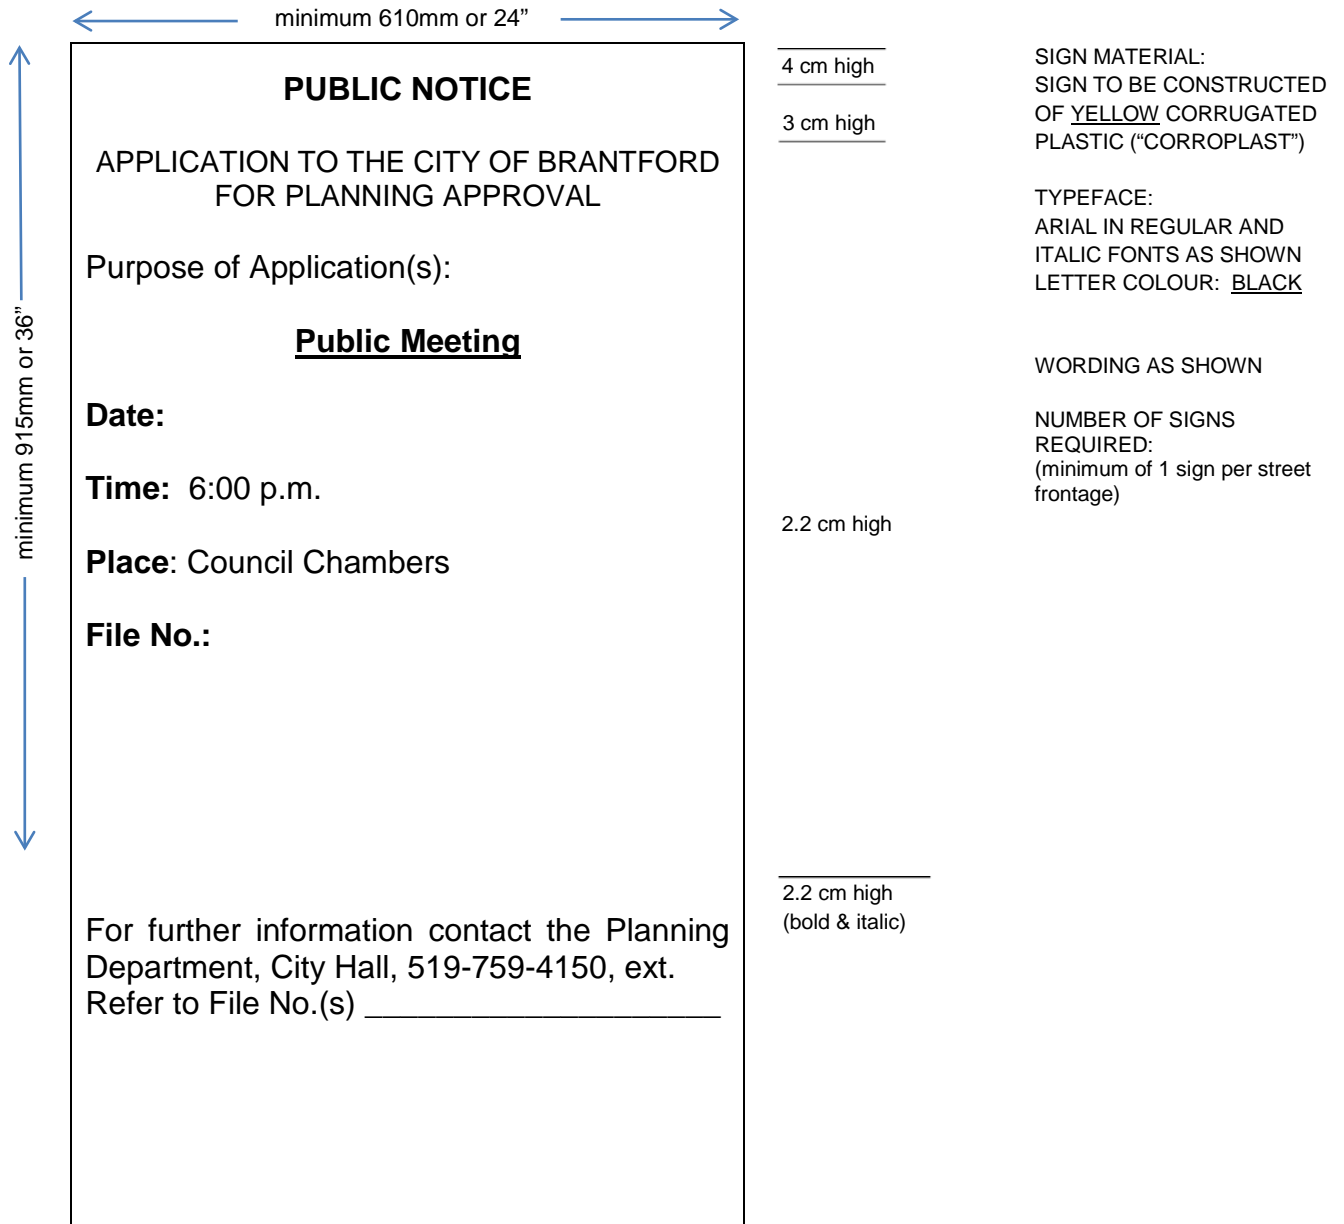 minimum 610mm or 24”
minimum 915mm or 36”
PUBLIC NOTICE
APPLICATION TO THE CITY OF BRANTFORD
FOR PLANNING APPROVAL
Purpose of Application(s):
Public Meeting
Date:
Time: 6:00 p.m.
Place: Council Chambers
File No.:
For further information contact the Planning
Department, City Hall, 519-759-4150, ext.
Refer to File No.(s) ____________________
4 cm high
3 cm high
2.2 cm high
2.2 cm high
(bold & italic)
SIGN MATERIAL:
SIGN TO BE CONSTRUCTED
OF YELLOW CORRUGATED
PLASTIC (“CORROPLAST”)
TYPEFACE:
ARIAL IN REGULAR AND
ITALIC FONTS AS SHOWN
LETTER COLOUR: BLACK
WORDING AS SHOWN
NUMBER OF SIGNS
REQUIRED:
(minimum of 1 sign per street
frontage)